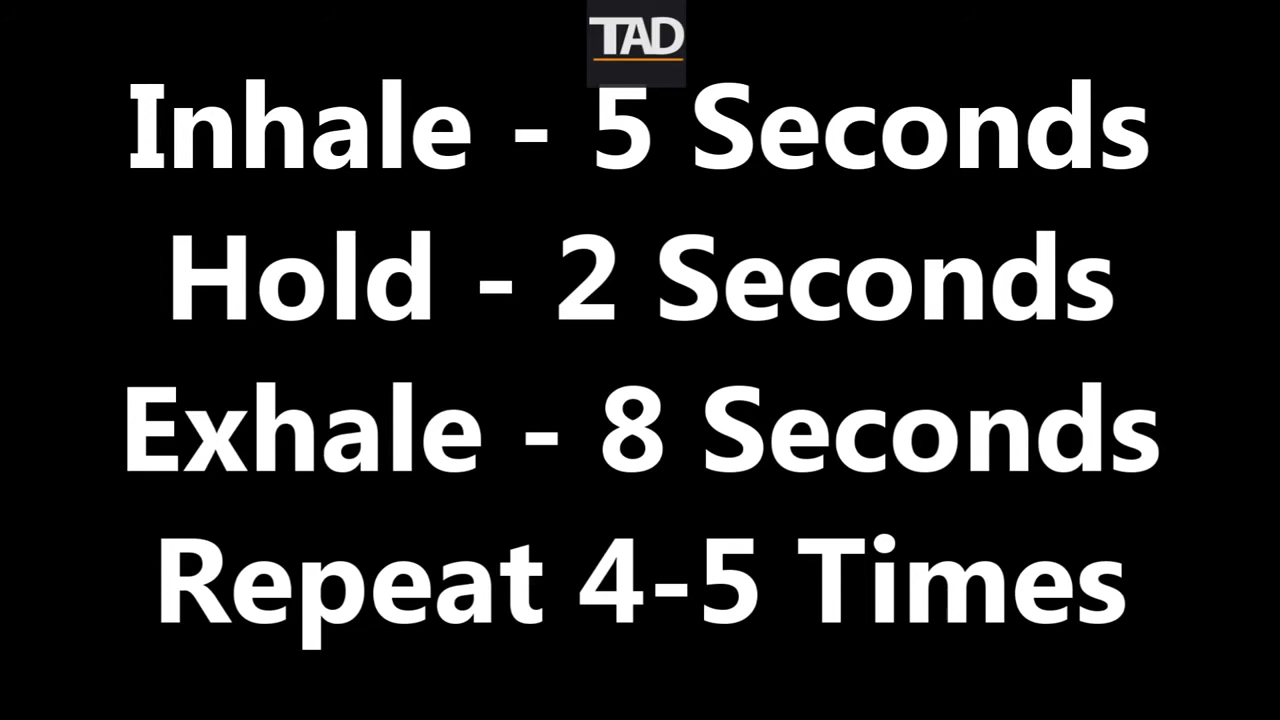 TAD
Inhale - 5 Seconds
Hold - 2 Seconds
Exhale - 8 Seconds
Repeat 4-5 Times